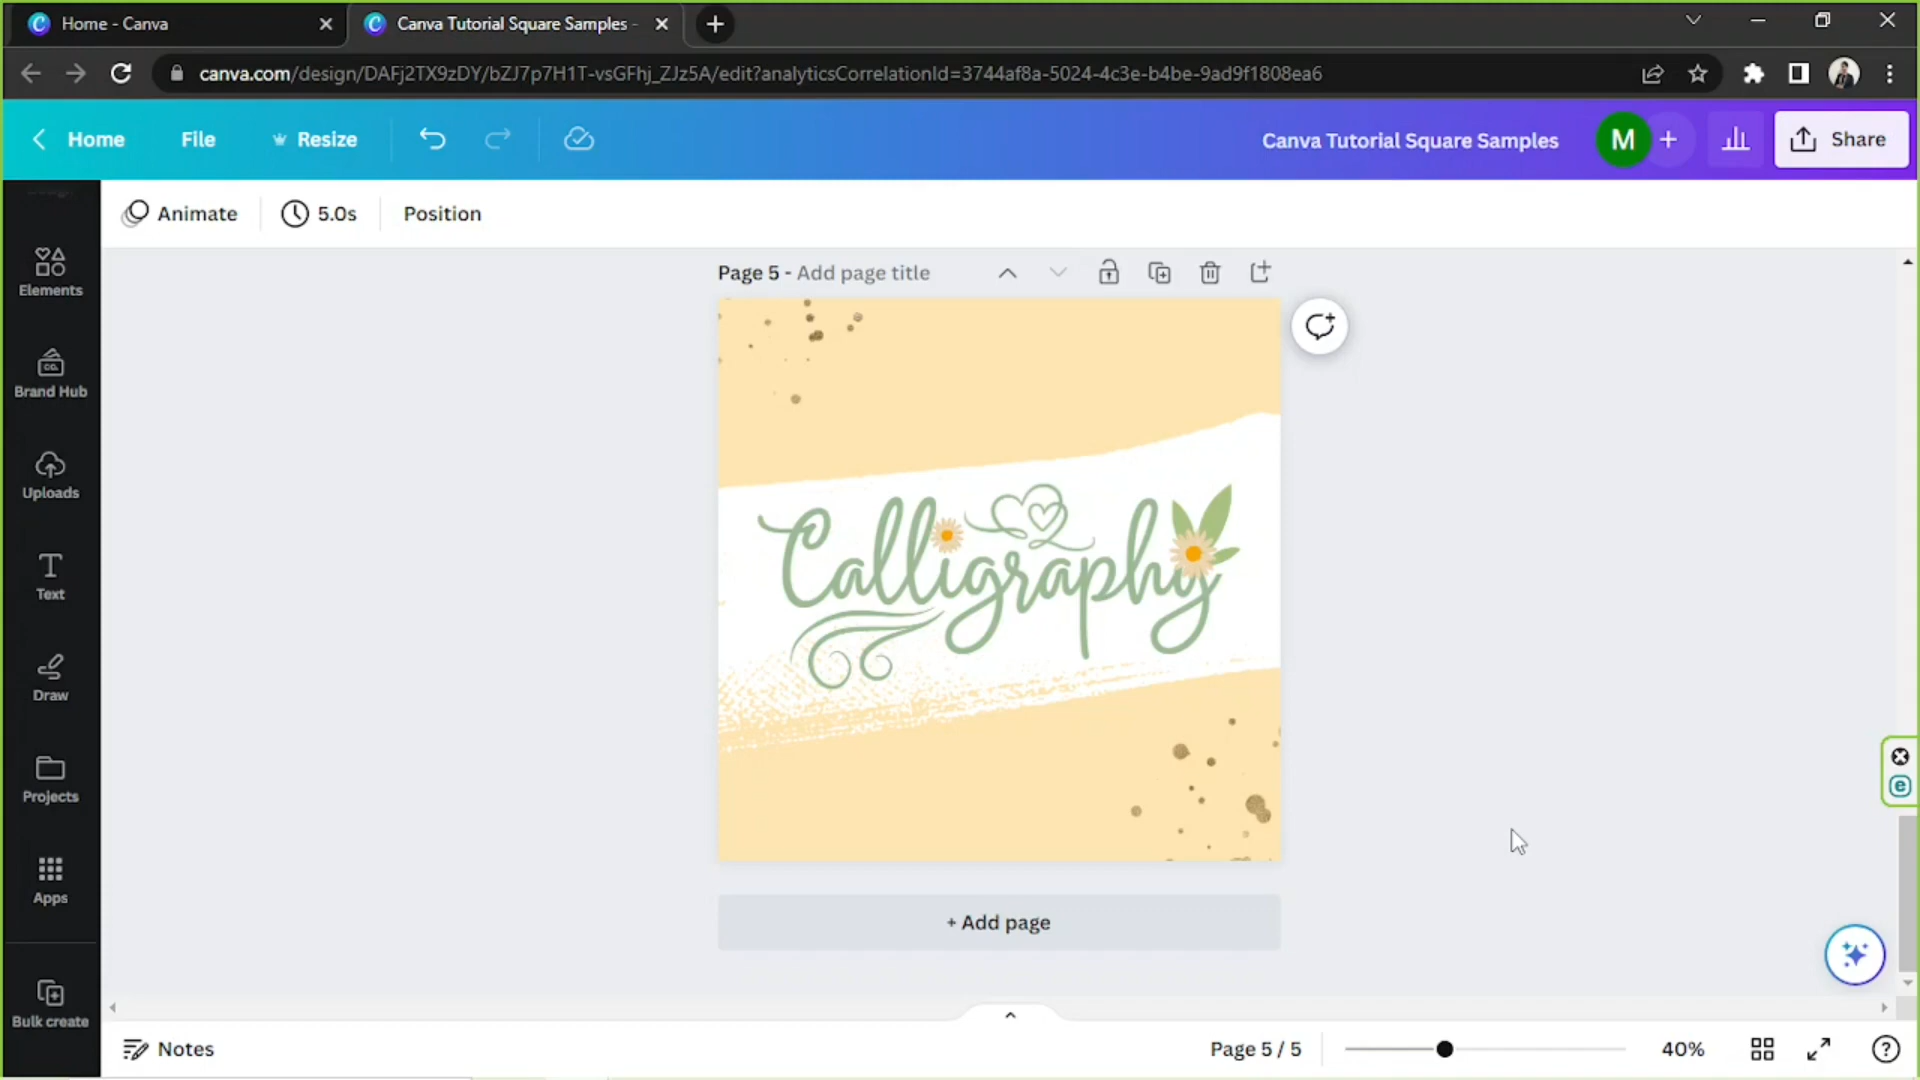 Home - Canva
Canva Tutorial Square Samples -
canva.com/design/DAFj2TX9zDY/bZJ7p7H1T-vsGFhj_ZJz5A/edit?analyticsCorrelationId=3744af8a-5024-4c3e-b4be-9ad9f1808ea6
Home
File
Resize
Canva Tutorial Square Samples
M
Share
Animate
5.0s
Position
Elements
Brand Hub
Uploads
Text
Draw
Projects
Apps
Bulk create
Page 5 - Add page title
Calligraphy
+ Add page
Notes
Page 5 / 5
40%